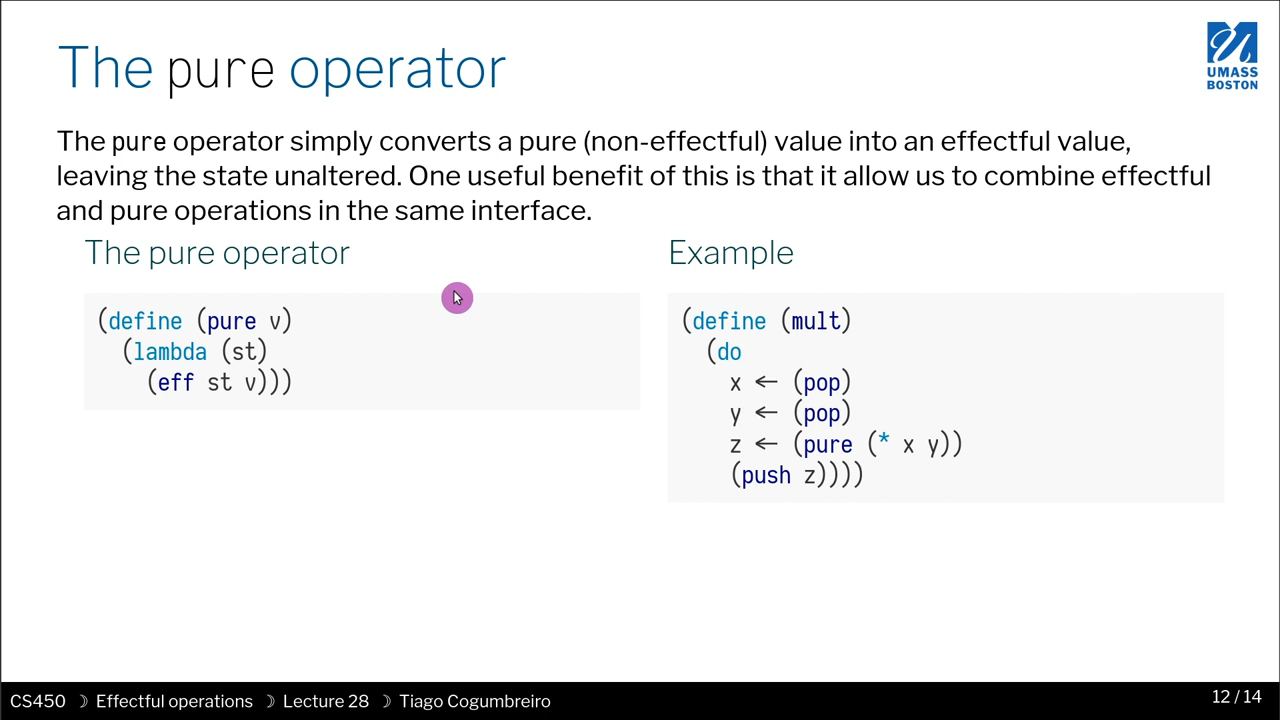 The pure operator
UMASS
BOSTON
The pure operator simply converts a pure (non-effectful) value into an effectful value,
leaving the state unaltered. One useful benefit of this is that it allow us to combine effectful
and pure operations in the same interface.
The pure operator
(define (pure v)
  (lambda (st)
    (eff st v)))
Example
(define (mult)
  (do
    x ← (pop)
    y ← (pop)
    z ← (pure (* x y))
    (push z))))
CS450 ☽ Effectful operations ☽ Lecture 28 ☽ Tiago Cogumbreiro
12 / 14